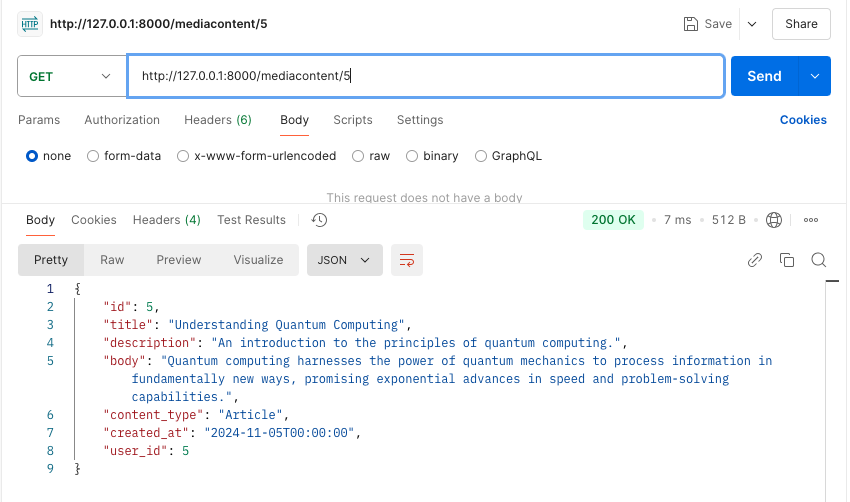 HTTP http://127.0.0.1:8000/mediacontent/5 Save Share
GET http://127.0.0.1:8000/mediacontent/5 Send
Params Authorization Headers (6) Body Scripts Settings Cookies
none form-data x-www-form-urlencoded raw binary GraphQL
This request does not have a body
Body Cookies Headers (4) Test Results 200 OK • 7 ms • 512 B •
Pretty Raw Preview Visualize JSON
1 {
2 "id": 5,
3 "title": "Understanding Quantum Computing",
4 "description": "An introduction to the principles of quantum computing.",
5 "body": "Quantum computing harnesses the power of quantum mechanics to process information in
fundamentally new ways, promising exponential advances in speed and problem-solving
capabilities.",
6 "content_type": "Article",
7 "created_at": "2024-11-05T00:00:00",
8 "user_id": 5
9 }